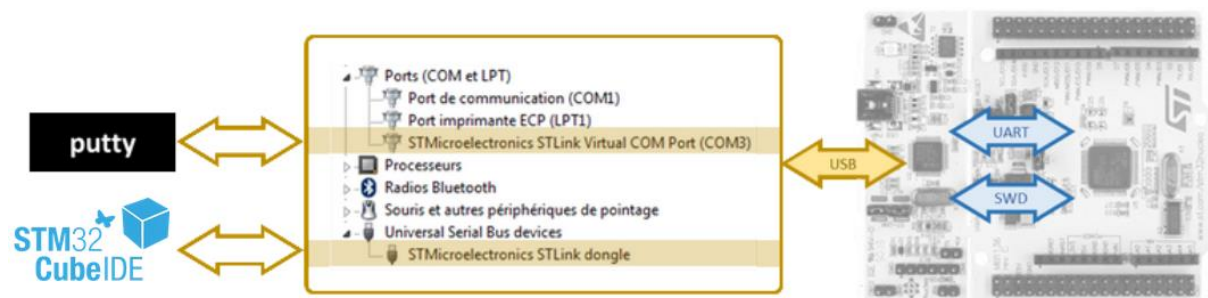 putty
STM32
CubeIDE
Ports (COM et LPT)
Port de communication (COM1)
Port imprimante ECP (LPT1)
STMicroelectronics STLink Virtual COM Port (COM3)
Processeurs
Radios Bluetooth
Souris et autres périphériques de pointage
Universal Serial Bus devices
STMicroelectronics STLink dongle
USB
UART
SWD